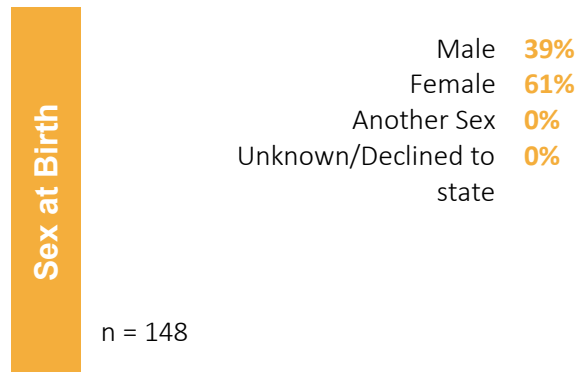 Sex at Birth
Male 39%
Female 61%
Another Sex 0%
Unknown/Declined to 0%
state
n = 148